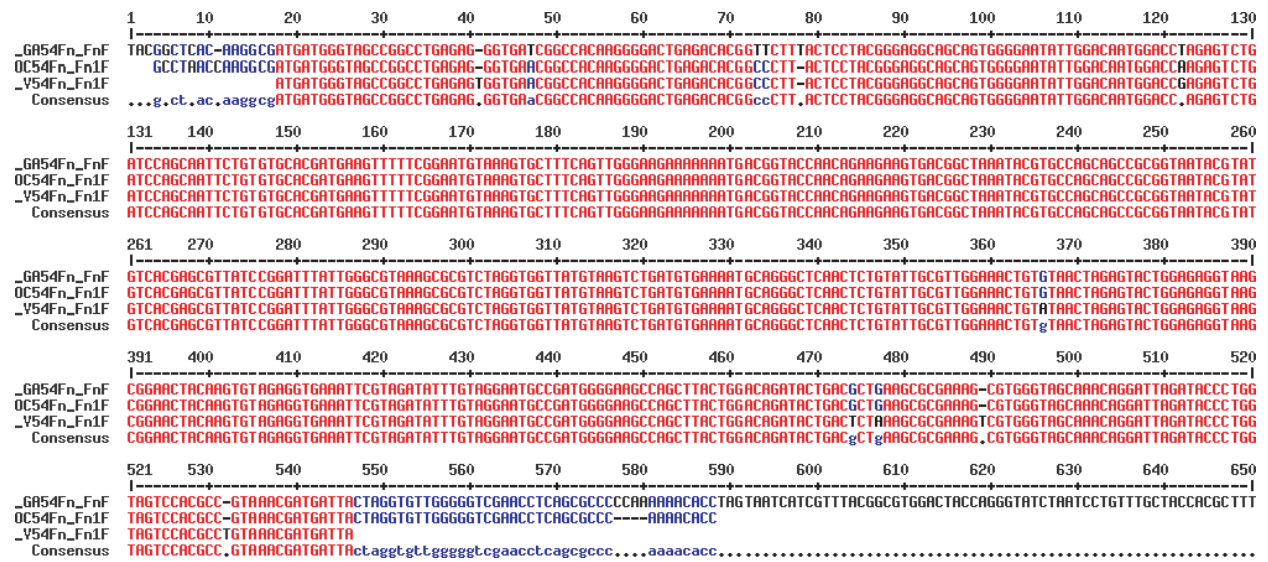 1 10 20 30 40 50 60 70 80 90 100 110 120 130
|--------+---------+---------+---------+---------+---------+---------+---------+---------+---------+---------+---------+---------|
_GA54Fn_FnF TACGGCTCAC-AAGGCGATGATGGGTAGCCGGCCTGAGAG-GGTGATCGGCCACAAGGGGACTGAGACACGGTTCTTTACTCCTACGGGAGGCAGCAGTGGGGAATATTGGACAATGGACCTAGAGTCTG
OC54Fn_Fn1F GCCTAACCAAGGCGATGATGGGTAGCCGGCCTGAGAG-GGTGAACGGCCACAAGGGGACTGAGACACGGCCCTT-ACTCCTACGGGAGGCAGCAGTGGGGAATATTGGACAATGGACCAAGAGTCTG
_V54Fn_Fn1F ATGATGGGTAGCCGGCCTGAGAGTGGTGAACGGCCACAAGGGGACTGAGACACGGCCCTT-ACTCCTACGGGAGGCAGCAGTGGGGAATATTGGACAATGGACCGAGAGTCTG
Consensus ...g.ct.ac.aaggcgATGATGGGTAGCCGGCCTGAGAG.GGTGAaCGGCCACAAGGGGACTGAGACACGGccCTT.ACTCCTACGGGAGGCAGCAGTGGGGAATATTGGACAATGGACC.AGAGTCTG
131 140 150 160 170 180 190 200 210 220 230 240 250 260
|--------+---------+---------+---------+---------+---------+---------+---------+---------+---------+---------+---------+---------|
_GA54Fn_FnF ATCCAGCAATTCTGTGTGCACGATGAAGTTTTTCGGAATGTAAAGTGCTTTCAGTTGGGAAGAAAAAAATGACGGTACCAACAGAAGAAGTGACGGCTAAATACGTGCCAGCAGCCGCGGTAATACGTAT
OC54Fn_Fn1F ATCCAGCAATTCTGTGTGCACGATGAAGTTTTTCGGAATGTAAAGTGCTTTCAGTTGGGAAGAAAAAAATGACGGTACCAACAGAAGAAGTGACGGCTAAATACGTGCCAGCAGCCGCGGTAATACGTAT
_V54Fn_Fn1F ATCCAGCAATTCTGTGTGCACGATGAAGTTTTTCGGAATGTAAAGTGCTTTCAGTTGGGAAGAAAAAAATGACGGTACCAACAGAAGAAGTGACGGCTAAATACGTGCCAGCAGCCGCGGTAATACGTAT
Consensus ATCCAGCAATTCTGTGTGCACGATGAAGTTTTTCGGAATGTAAAGTGCTTTCAGTTGGGAAGAAAAAAATGACGGTACCAACAGAAGAAGTGACGGCTAAATACGTGCCAGCAGCCGCGGTAATACGTAT
261 270 280 290 300 310 320 330 340 350 360 370 380 390
|--------+---------+---------+---------+---------+---------+---------+---------+---------+---------+---------+---------+---------|
_GA54Fn_FnF GTCACGAGCGTTATCCGGATTTATTGGGCGTAAAGCGCGTCTAGGTGGTTATGTAAGTCTGATGTGAAAATGCAGGGCTCAACTCTGTATTGCGTTGGAAACTGTGTAACTAGAGTACTGGAGAGGTAAG
OC54Fn_Fn1F GTCACGAGCGTTATCCGGATTTATTGGGCGTAAAGCGCGTCTAGGTGGTTATGTAAGTCTGATGTGAAAATGCAGGGCTCAACTCTGTATTGCGTTGGAAACTGTGTAACTAGAGTACTGGAGAGGTAAG
_V54Fn_Fn1F GTCACGAGCGTTATCCGGATTTATTGGGCGTAAAGCGCGTCTAGGTGGTTATGTAAGTCTGATGTGAAAATGCAGGGCTCAACTCTGTATTGCGTTGGAAACTGTATAACTAGAGTACTGGAGAGGTAAG
Consensus GTCACGAGCGTTATCCGGATTTATTGGGCGTAAAGCGCGTCTAGGTGGTTATGTAAGTCTGATGTGAAAATGCAGGGCTCAACTCTGTATTGCGTTGGAAACTGTgTAACTAGAGTACTGGAGAGGTAAG
391 400 410 420 430 440 450 460 470 480 490 500 510 520
|--------+---------+---------+---------+---------+---------+---------+---------+---------+---------+---------+---------+---------|
_GA54Fn_FnF CGGAACTACAAGTGTAGAGGTGAAATTCGTAGATATTTGTAGGAATGCCGATGGGGAAGCCAGCTTACTGGACAGATACTGACGCTGAAGCGCGAAAG-CGTGGGTAGCAAACAGGATTAGATACCCTGG
OC54Fn_Fn1F CGGAACTACAAGTGTAGAGGTGAAATTCGTAGATATTTGTAGGAATGCCGATGGGGAAGCCAGCTTACTGGACAGATACTGACGCTGAAGCGCGAAAG-CGTGGGTAGCAAACAGGATTAGATACCCTGG
_V54Fn_Fn1F CGGAACTACAAGTGTAGAGGTGAAATTCGTAGATATTTGTAGGAATGCCGATGGGGAAGCCAGCTTACTGGACAGATACTGACTCTAAAGCGCGAAAGTCGTGGGTAGCAAACAGGATTAGATACCCTGG
Consensus CGGAACTACAAGTGTAGAGGTGAAATTCGTAGATATTTGTAGGAATGCCGATGGGGAAGCCAGCTTACTGGACAGATACTGACgCTgAAGCGCGAAAG.CGTGGGTAGCAAACAGGATTAGATACCCTGG
521 530 540 550 560 570 580 590 600 610 620 630 640 650
|--------+---------+---------+---------+---------+---------+---------+---------+---------+---------+---------+---------+---------|
_GA54Fn_FnF TAGTCCACGCC-GTAAACGATGATTACTAGGTGTTGGGGGTCGAACCTCAGCGCCCCCAAAAAACACCTAGTAATCATCGTTTACGGCGTGGACTACCAGGGTATCTAATCCTGTTTGCTACCACGCTTT
OC54Fn_Fn1F TAGTCCACGCC-GTAAACGATGATTACTAGGTGTTGGGGGTCGAACCTCAGCGCCC----AAAACACC
_V54Fn_Fn1F TAGTCCACGCCTGTAAACGATGATTA
Consensus TAGTCCACGCC.GTAAACGATGATTActaggtgttgggggtcgaacctcagcgccc....aaaacacc..............................................................